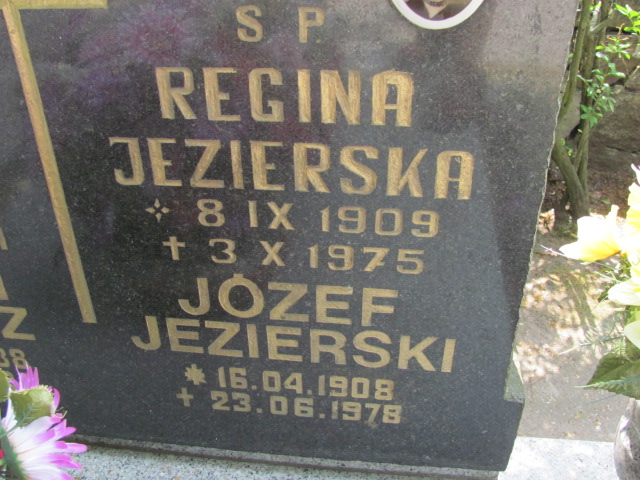 S P
REGINA
JEZIERSKA
8 IX 1909
† 3 X 1975
JÓZEF
JEZIERSKI
* 16.04.1908
† 23.06.1978